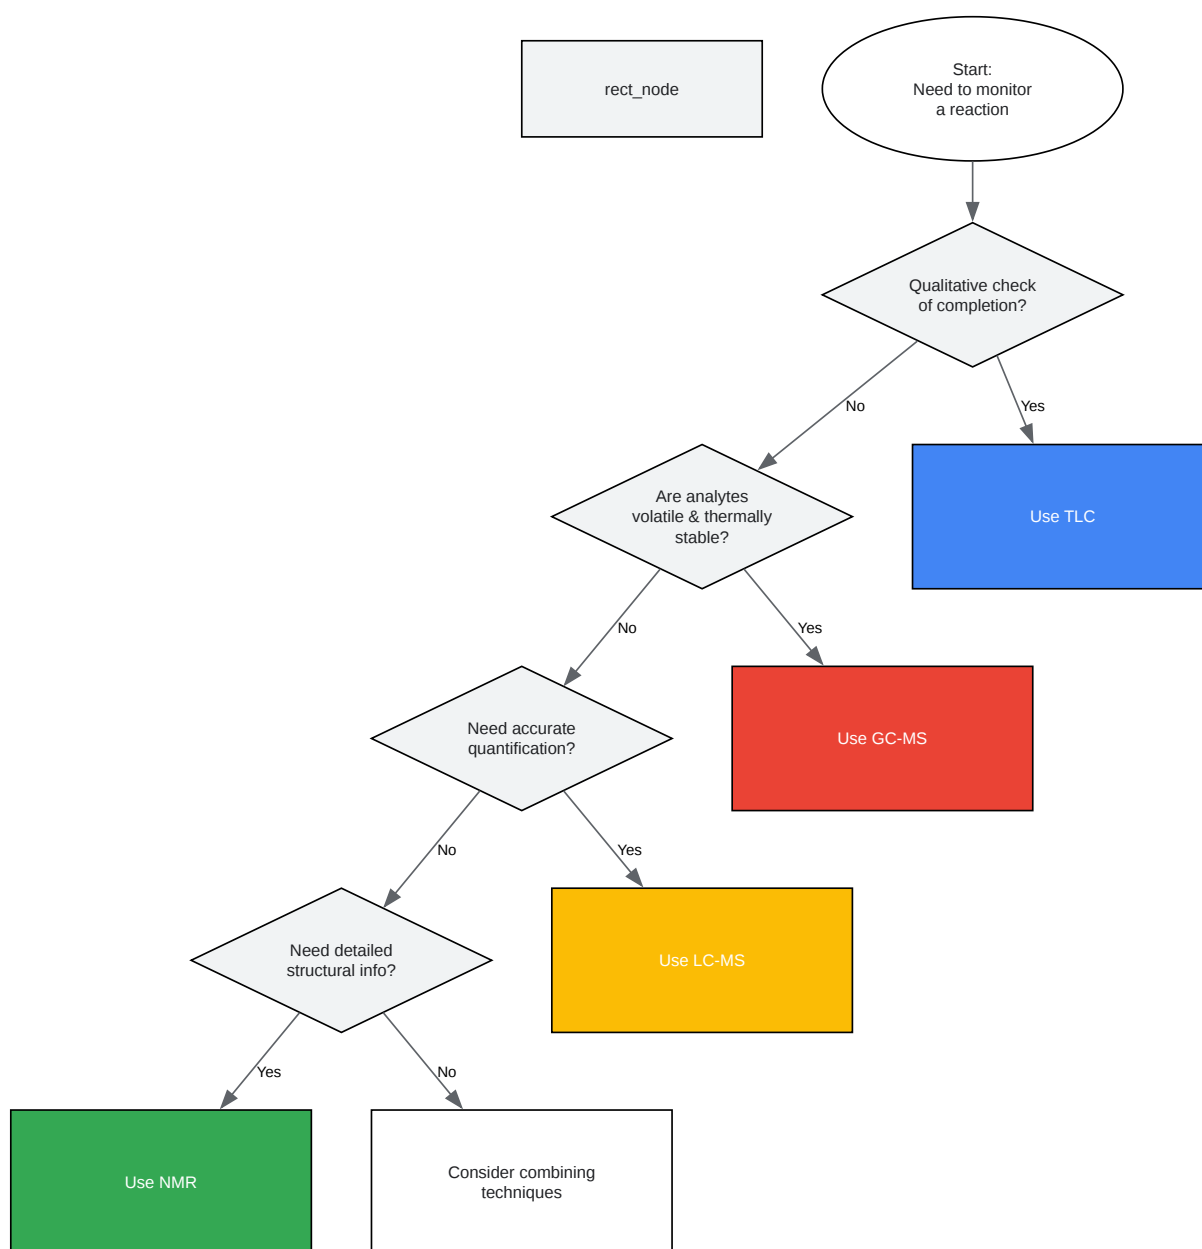 rect_node
Start:
Need to monitor
a reaction
Qualitative check
of completion?
No
Yes
Are analytes
volatile & thermally
stable?
Use TLC
No
Yes
Need accurate
quantification?
Use GC-MS
No
Yes
Need detailed
structural info?
Use LC-MS
Yes
No
Use NMR
Consider combining
techniques